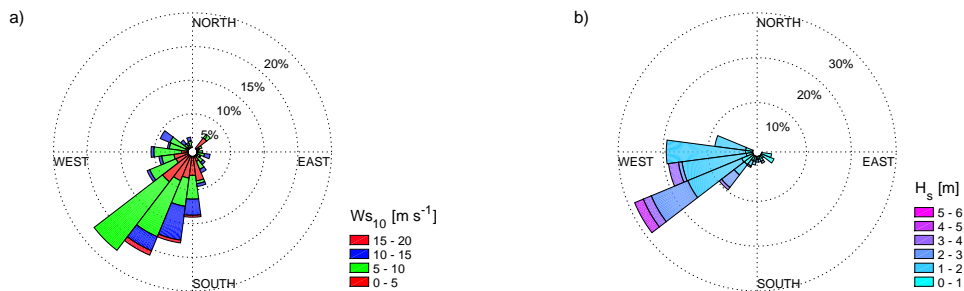 a)
NORTH
20%
15%
10%
5%
WEST
EAST
SOUTH
Ws10 [m s-1]
15 - 20
10 - 15
5 - 10
0 - 5
b)
NORTH
30%
20%
10%
WEST
EAST
SOUTH
Hs [m]
5 - 6
4 - 5
3 - 4
2 - 3
1 - 2
0 - 1